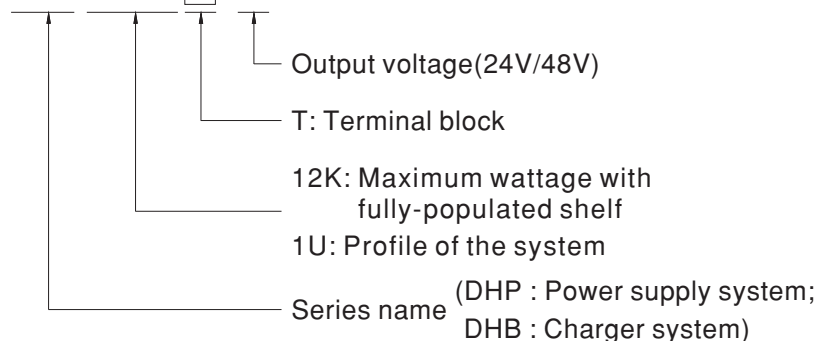 Output voltage(24V/48V)
T: Terminal block
12K: Maximum wattage with
fully-populated shelf
1U: Profile of the system
Series name (DHP : Power supply system;
DHB : Charger system)